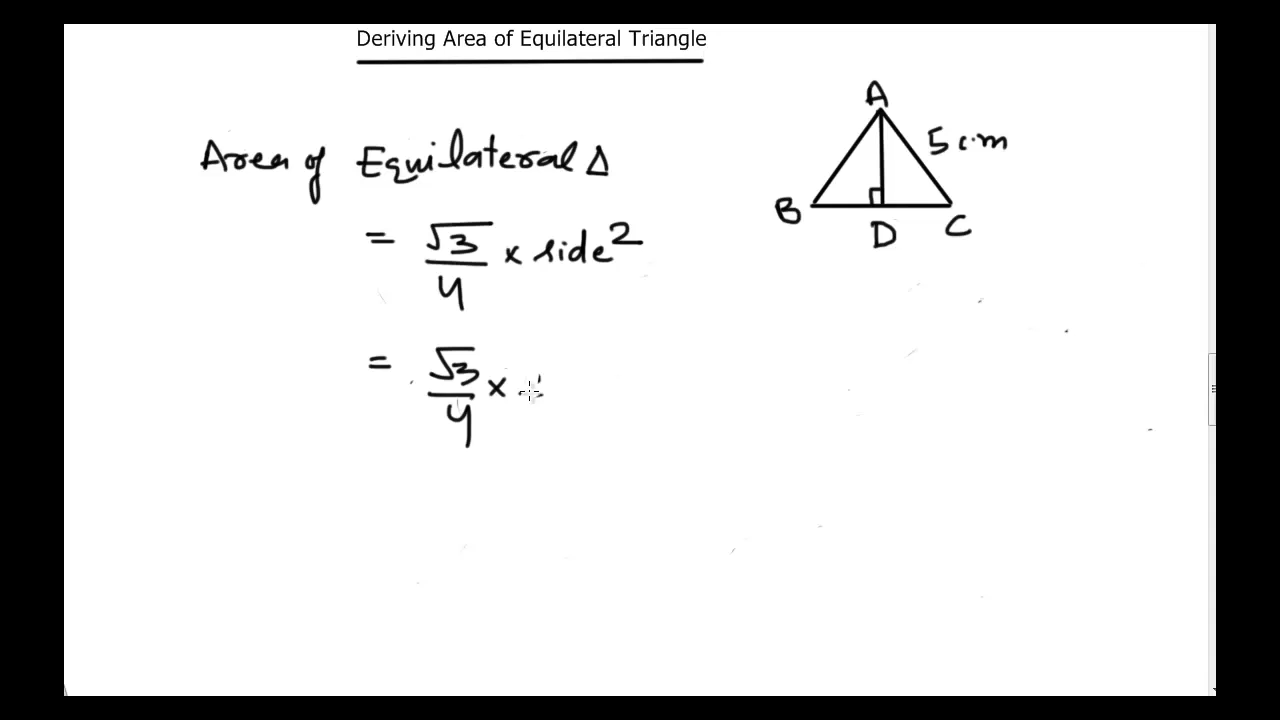 Deriving Area of Equilateral Triangle
Area of Equilateral Δ
= √3/4 × side²
= √3/4 ×
A
5 cm
B
D
C